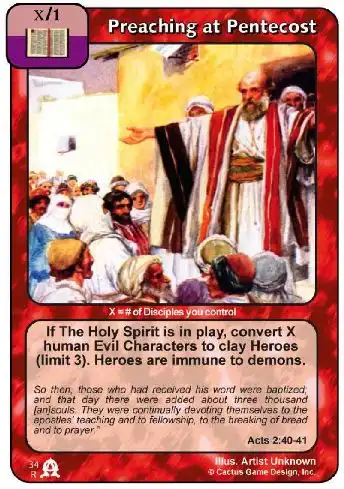 X/1
Preaching at Pentecost
X = # of Disciples you control
If The Holy Spirit is in play, convert X
human Evil Characters to clay Heroes
(limit 3). Heroes are immune to demons.
So then, those who had received his word were baptized;
and that day there were added about three thousand
[an]souls. They were continually devoting themselves to the
apostles' teaching and to fellowship, to the breaking of bread
and to prayer."
Acts 2:40-41
34
R
Illus. Artist Unknown
© Cactus Game Design, Inc.